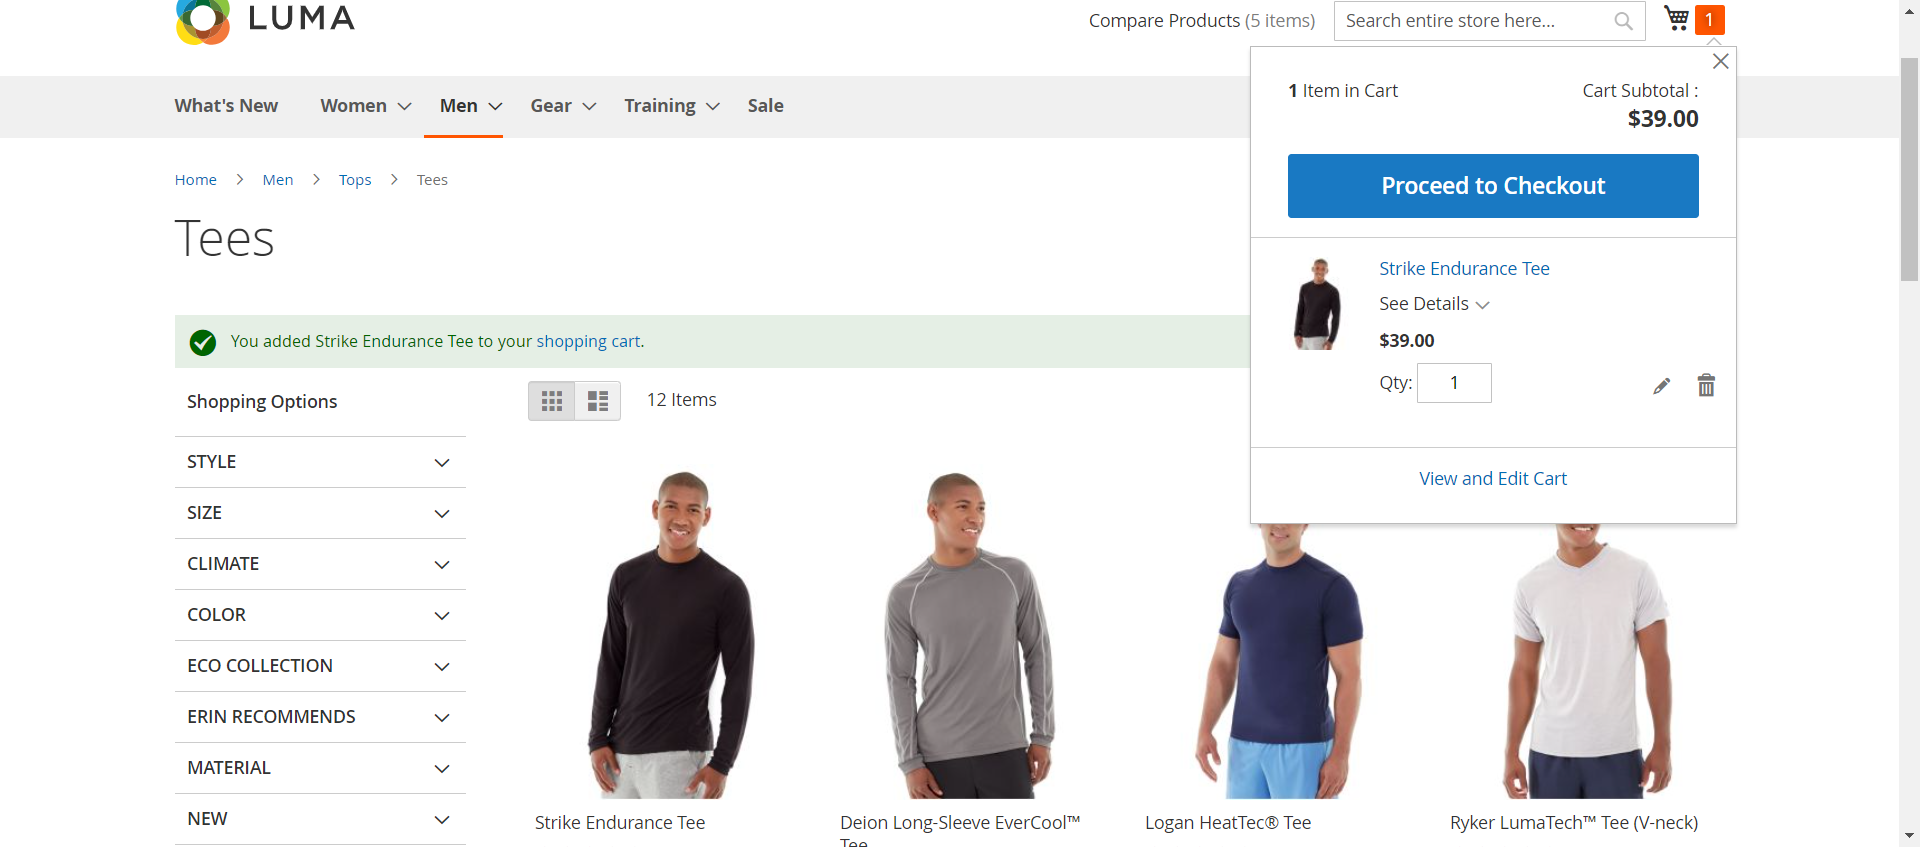 LUMA
Compare Products (5 items)
Search entire store here...
1
What's New
Women
Men
Gear
Training
Sale
1 Item in Cart
Cart Subtotal :
$39.00
Proceed to Checkout
Home
Men
Tops
Tees
Tees
Strike Endurance Tee
See Details
$39.00
Qty:
1
View and Edit Cart
You added Strike Endurance Tee to your shopping cart.
Shopping Options
12 Items
STYLE
SIZE
CLIMATE
COLOR
ECO COLLECTION
ERIN RECOMMENDS
MATERIAL
NEW
Strike Endurance Tee
Deion Long-Sleeve EverCool™
Tee
Logan HeatTec® Tee
Ryker LumaTech™ Tee (V-neck)